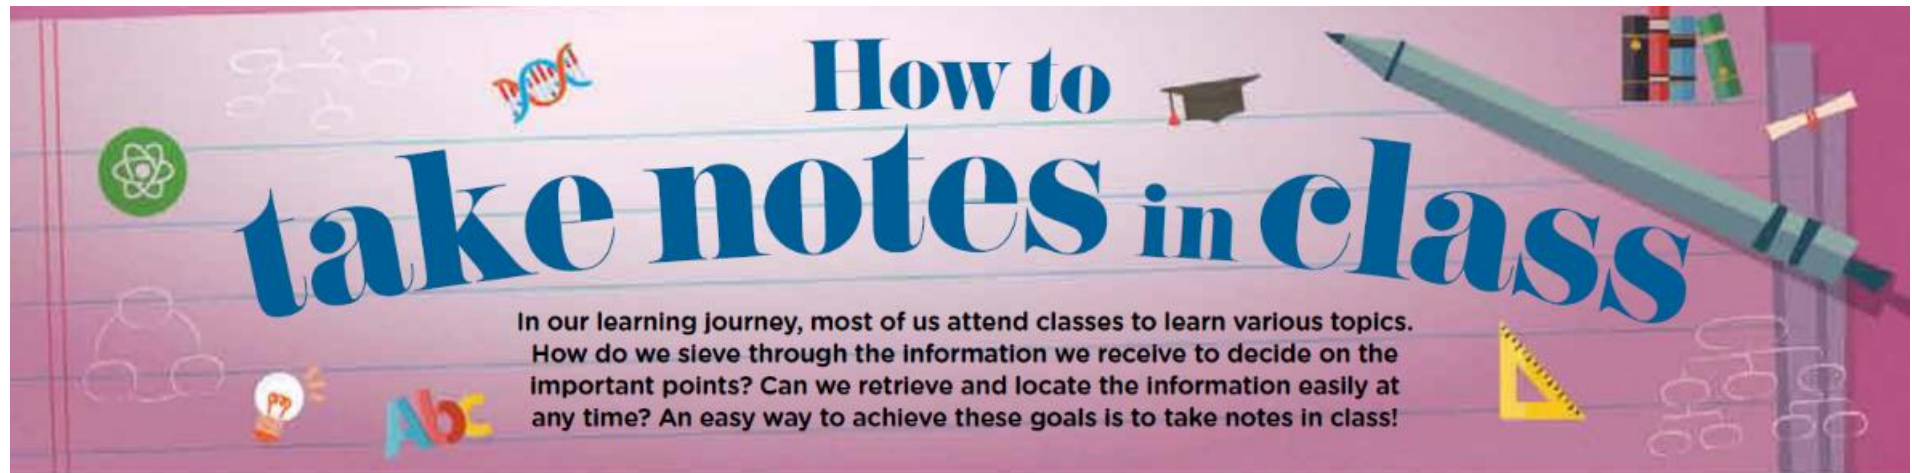 How to
take notes in class
In our learning journey, most of us attend classes to learn various topics.
How do we sieve through the information we receive to decide on the
important points? Can we retrieve and locate the information easily at
any time? An easy way to achieve these goals is to take notes in class!
Abc